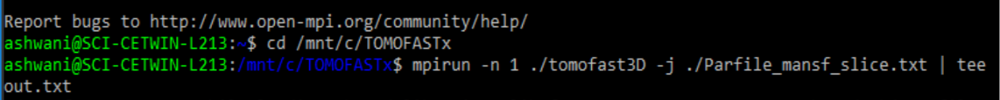 Report bugs to http://www.open-mpi.org/community/help/
ashwani@SCI-CETWIN-L213:~$ cd /mnt/c/TOMOFASTx
ashwani@SCI-CETWIN-L213:/mnt/c/TOMOFASTx$ mpirun -n 1 ./tomofast3D -j ./Parfile_mansf_slice.txt | tee
out.txt